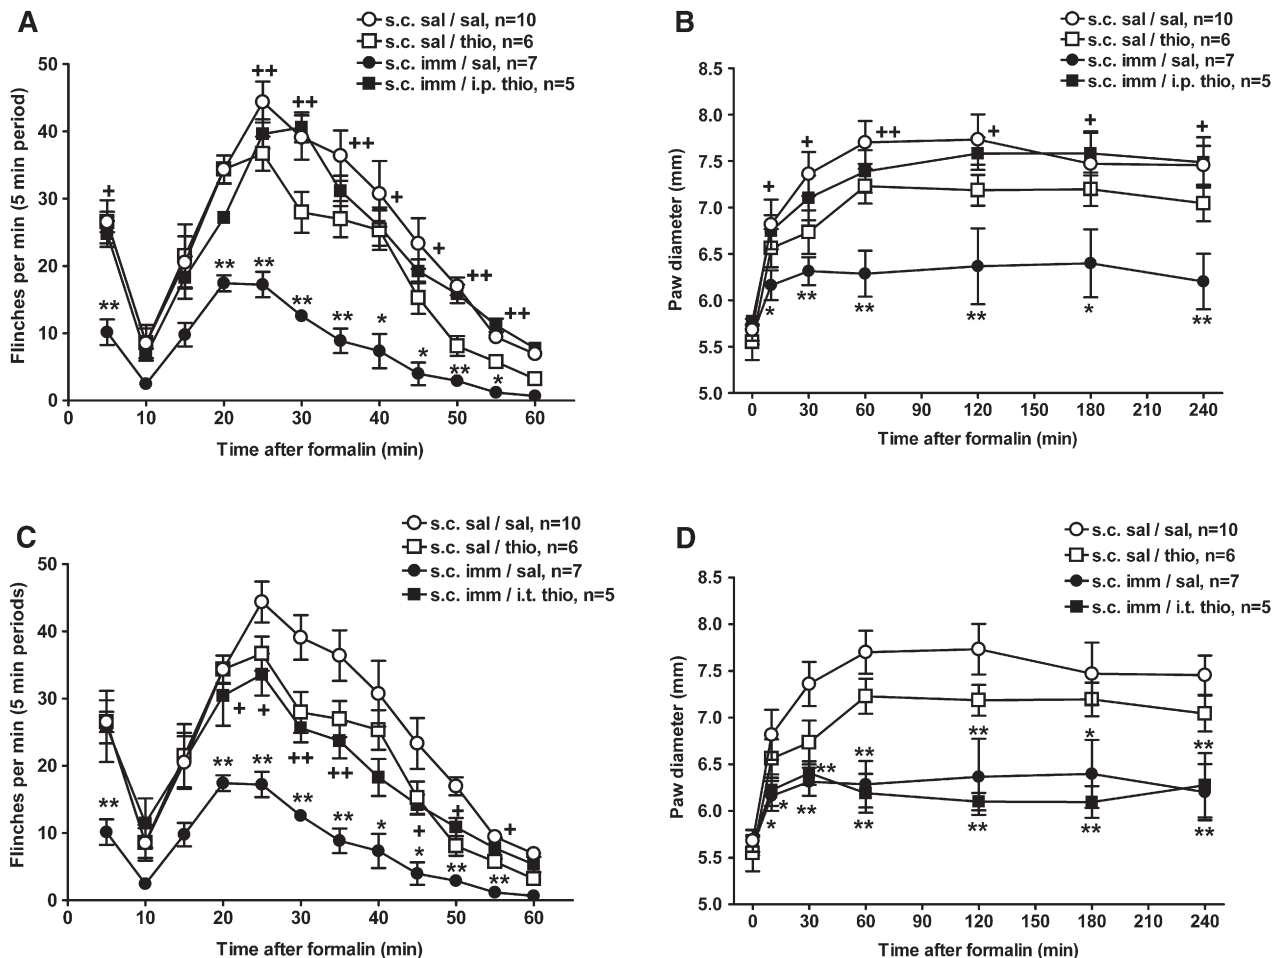 A
s.c. sal / sal, n=10
s.c. sal / thio, n=6
s.c. imm / sal, n=7
s.c. imm / i.p. thio, n=5
Flinches per min (5 min period)
50
40
30
20
10
0
++
++
++
+
+
+
++
++
**
**
**
**
**
*
*
**
*
0 10 20 30 40 50 60
Time after formalin (min)
B
s.c. sal / sal, n=10
s.c. sal / thio, n=6
s.c. imm / sal, n=7
s.c. imm / i.p. thio, n=5
Paw diameter (mm)
8.5
8.0
7.5
7.0
6.5
6.0
5.5
5.0
+
+
++
+
+
+
*
**
**
**
*
**
0 30 60 90 120 150 180 210 240
Time after formalin (min)
C
s.c. sal / sal, n=10
s.c. sal / thio, n=6
s.c. imm / sal, n=7
s.c. imm / i.t. thio, n=5
Flinches per min (5 min periods)
50
40
30
20
10
0
+
+
++
++
+
+
+
**
**
**
**
**
*
*
**
**
0 10 20 30 40 50 60
Time after formalin (min)
D
s.c. sal / sal, n=10
s.c. sal / thio, n=6
s.c. imm / sal, n=7
s.c. imm / i.t. thio, n=5
Paw diameter (mm)
8.5
8.0
7.5
7.0
6.5
6.0
5.5
5.0
**
**
*
**
**
*
*
**
**
**
**
**
0 30 60 90 120 150 180 210 240
Time after formalin (min)